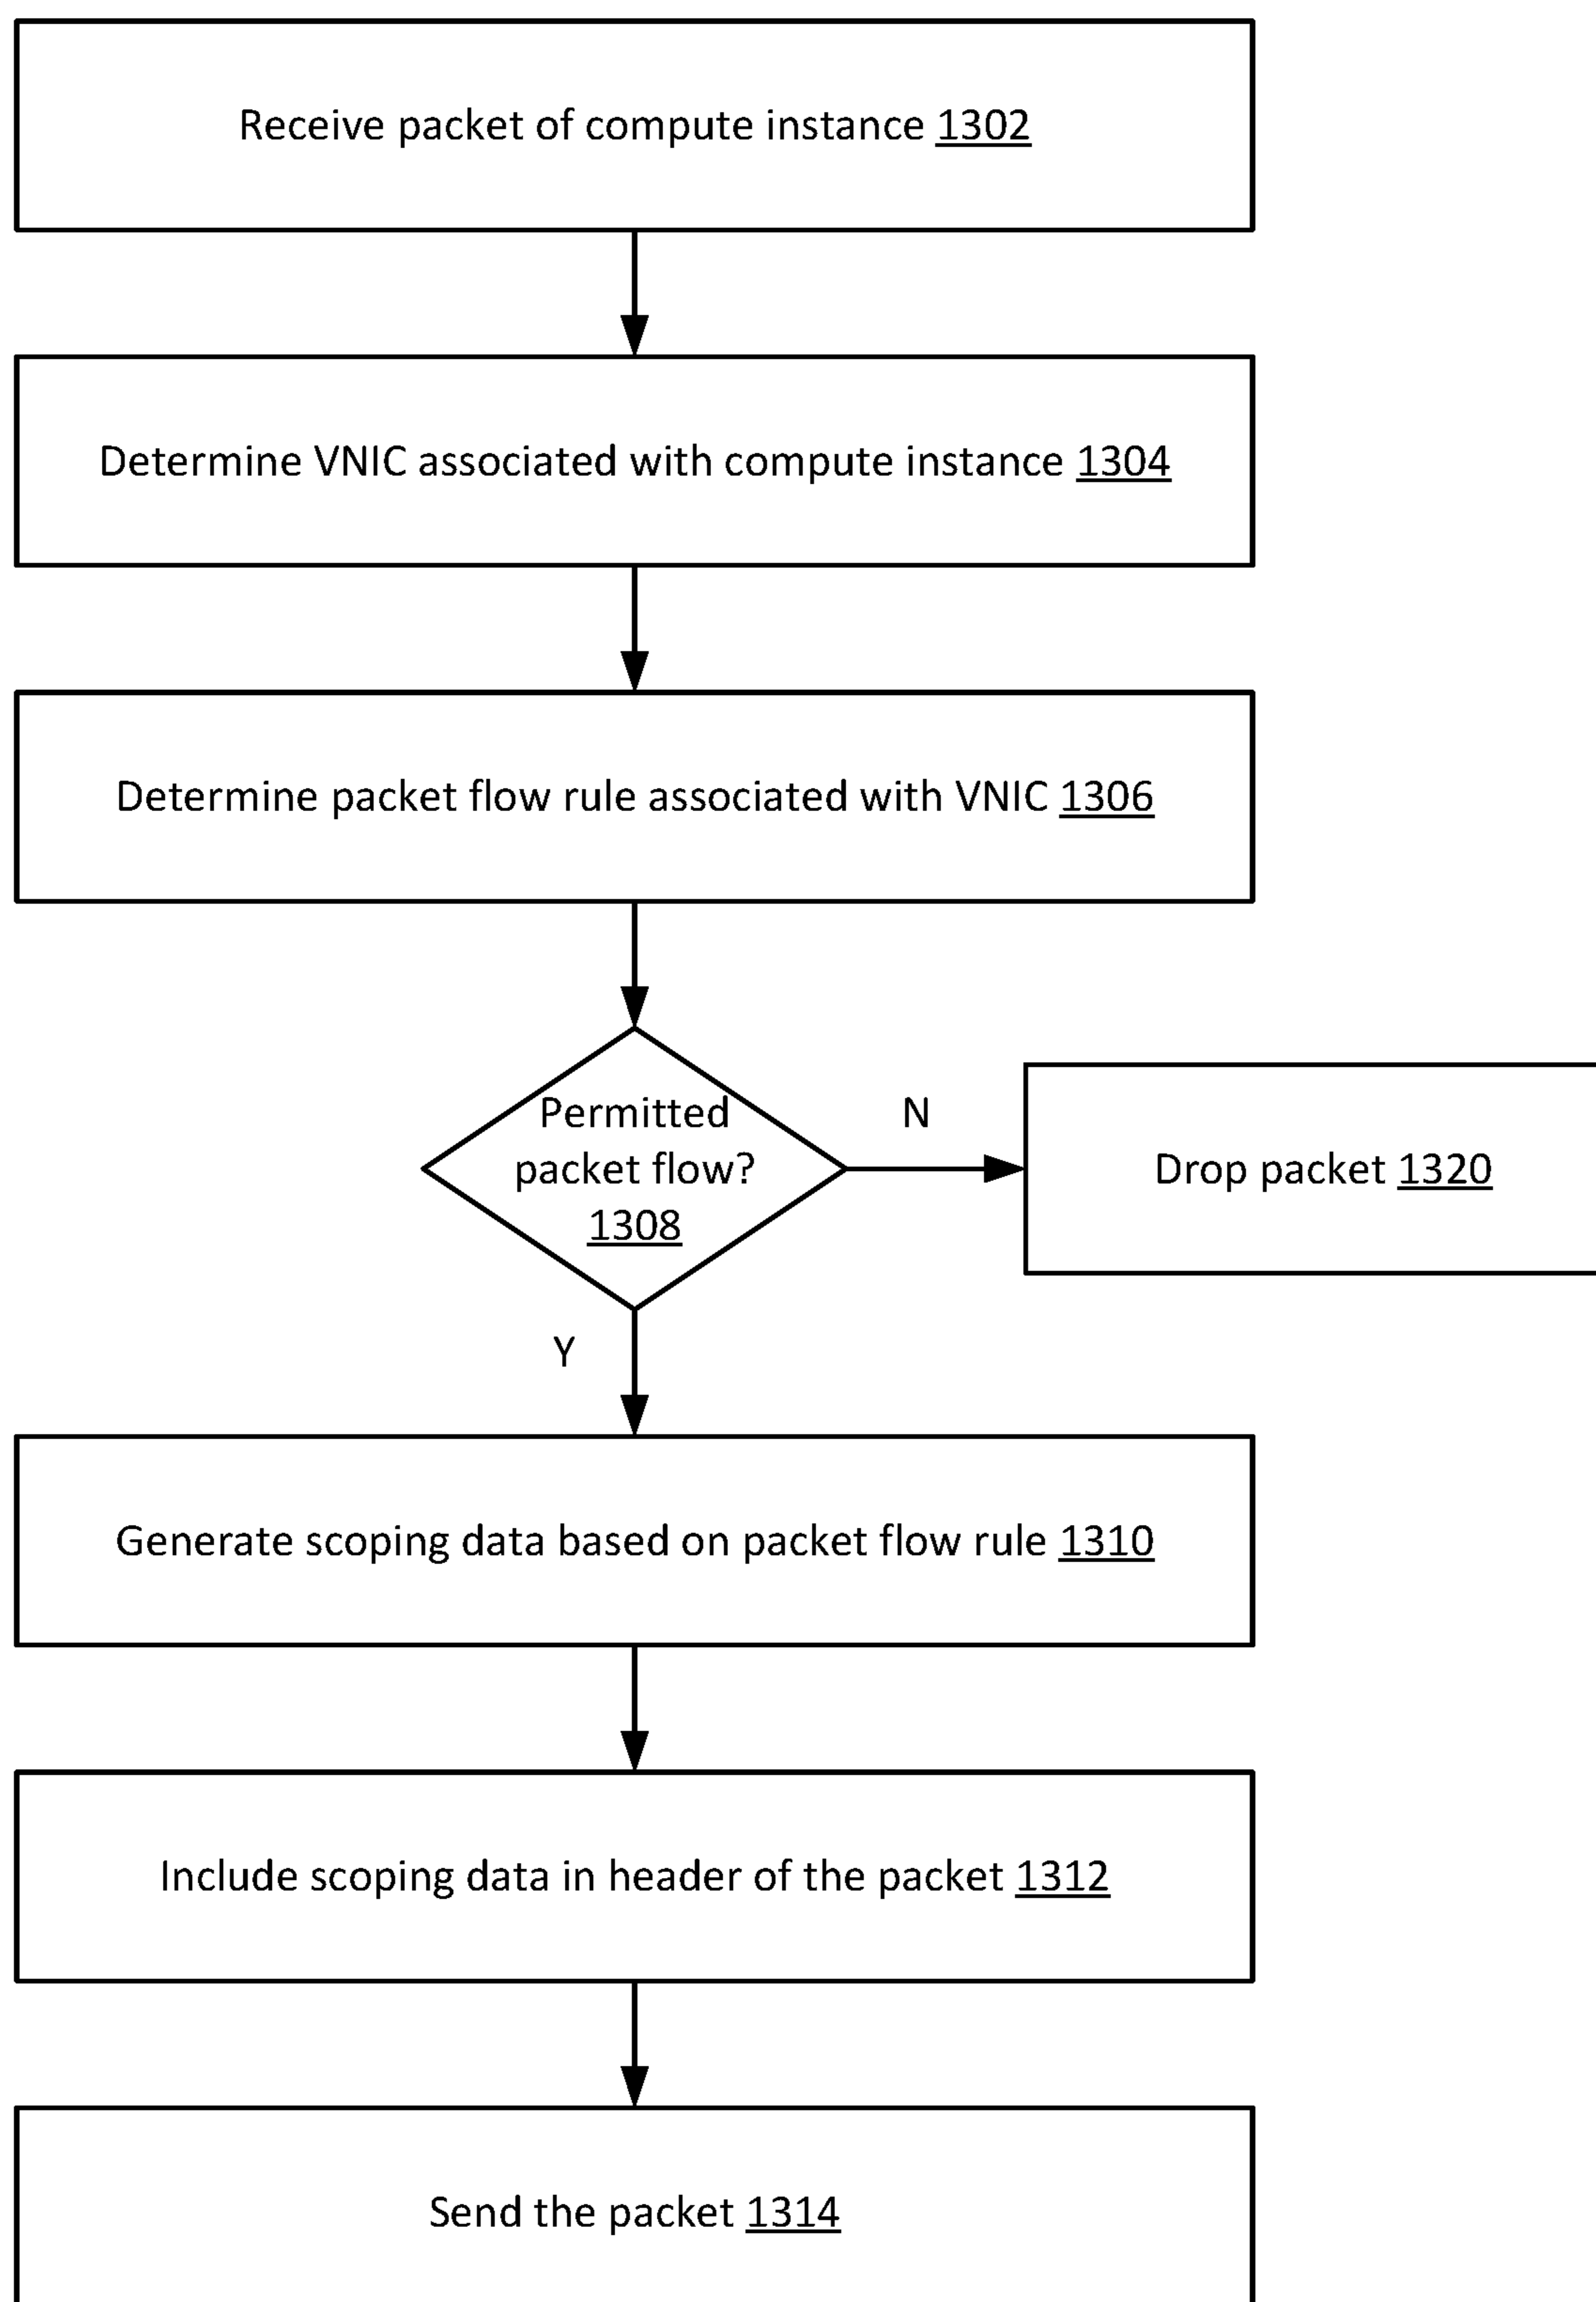 Receive packet of compute instance 1302
Determine VNIC associated with compute instance 1304
Determine packet flow rule associated with VNIC 1306
Permitted
packet flow?
1308
N
Drop packet 1320
Y
Generate scoping data based on packet flow rule 1310
Include scoping data in header of the packet 1312
Send the packet 1314